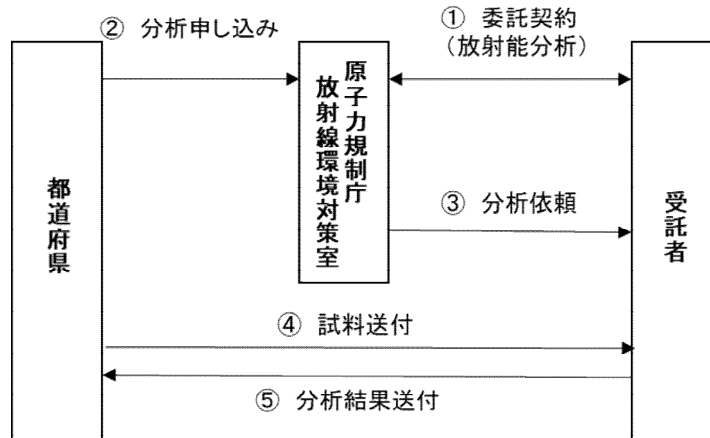 ① 委託契約
（放射能分析）
② 分析申し込み
原子力規制庁
放射線環境対策室
都道府県
受託者
③ 分析依頼
④ 試料送付
⑤ 分析結果送付